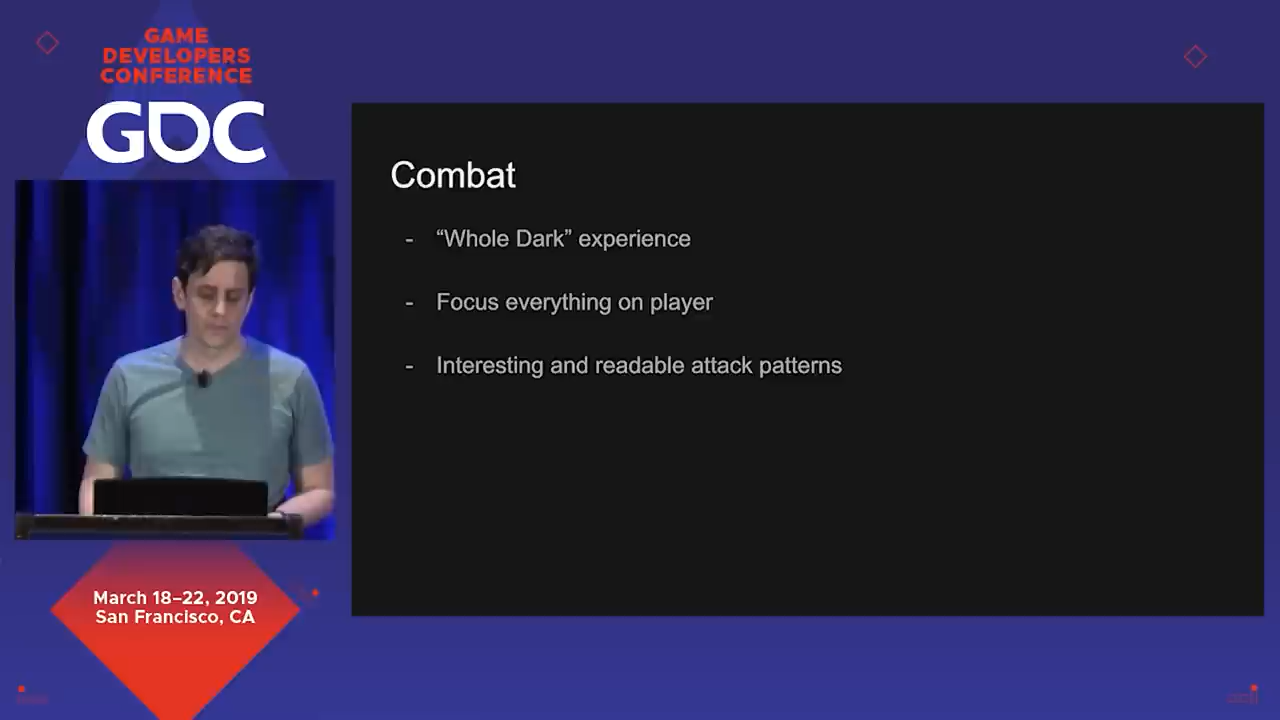 GAME
DEVELOPERS
CONFERENCE
GDC
Combat
- “Whole Dark” experience
- Focus everything on player
- Interesting and readable attack patterns
March 18–22, 2019
San Francisco, CA